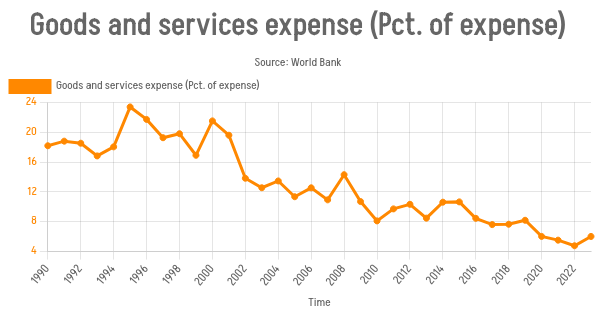 Goods and services expense (Pct. of expense)
Source: World Bank
Goods and services expense (Pct. of expense)
24
20
16
12
8
4
1990 1992 1994 1996 1998 2000 2002 2004 2006 2008 2010 2012 2014 2016 2018 2020 2022
Time